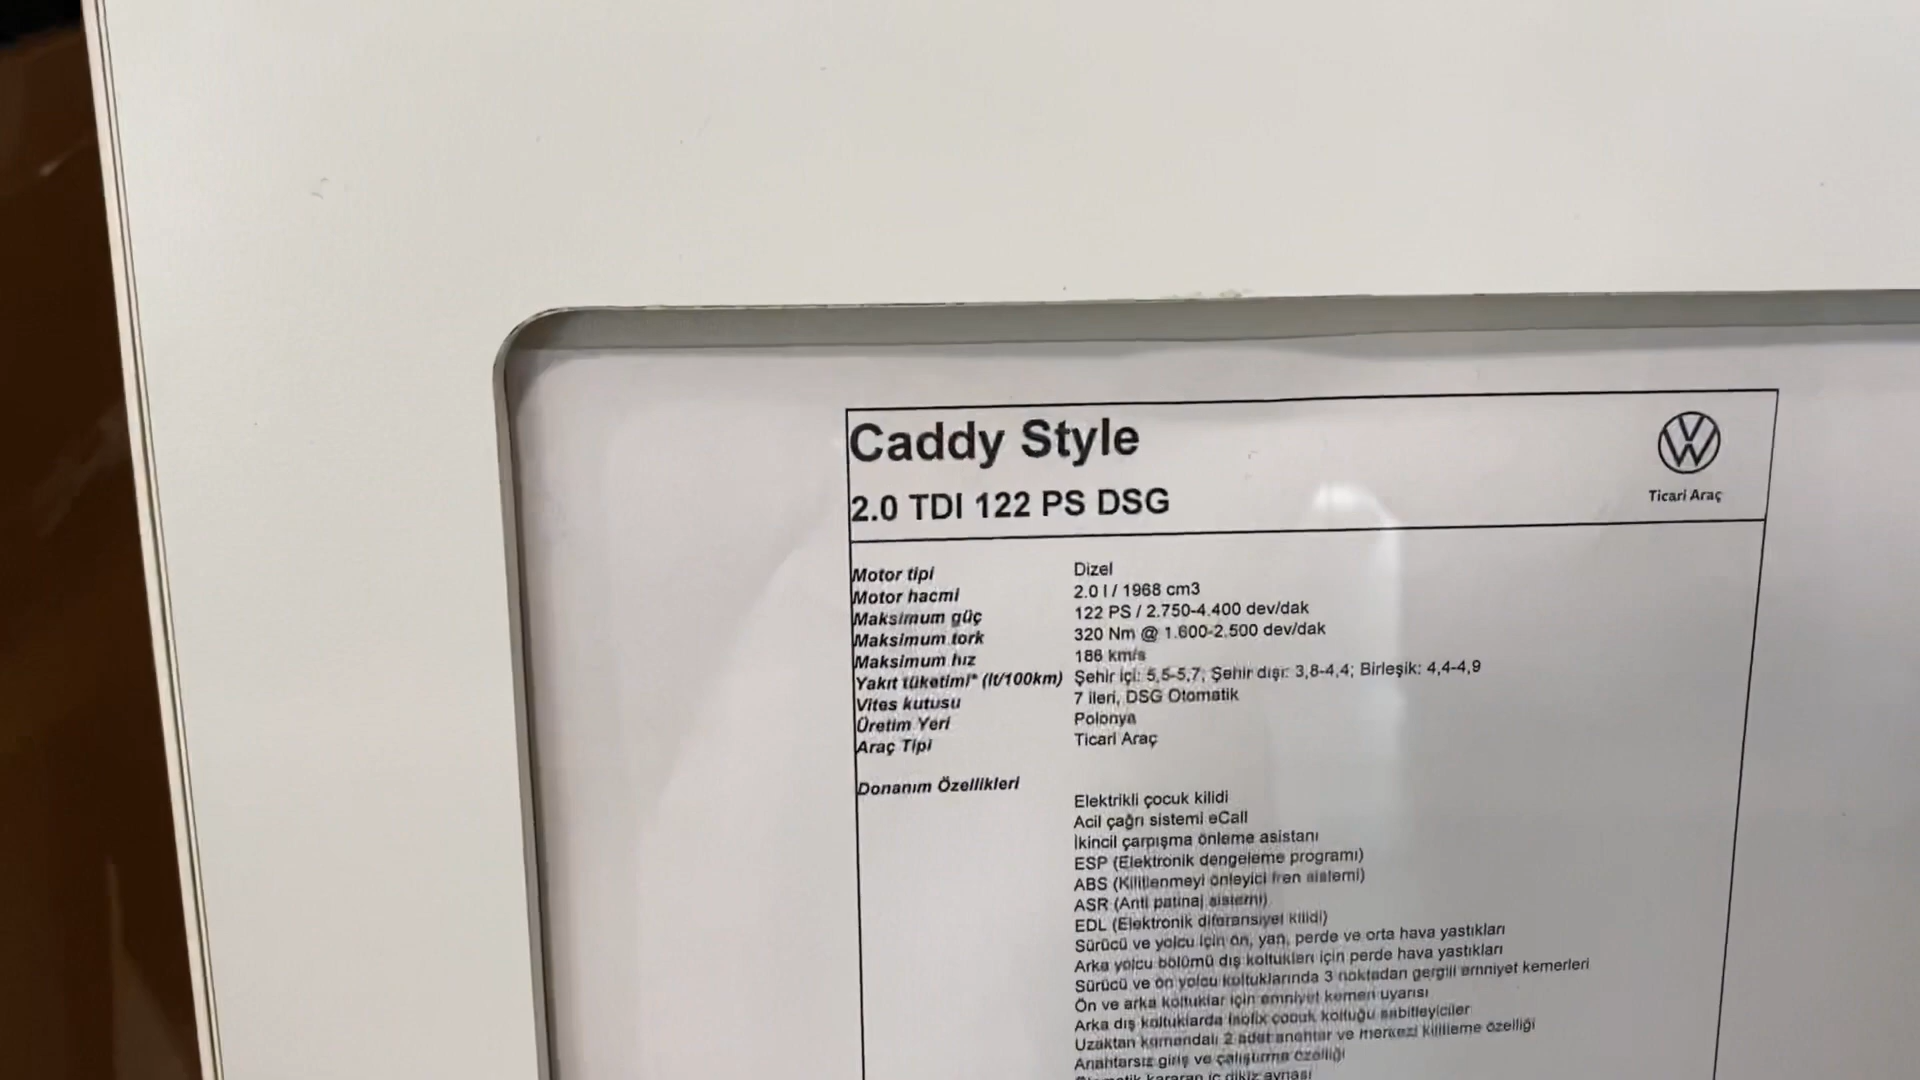 Caddy Style
2.0 TDI 122 PS DSG
Ticari Araç
Motor tipi Dizel
Motor hacmi 2.0 l / 1968 cm3
Maksimum güç 122 PS / 2.750-4.400 dev/dak
Maksimum tork 320 Nm @ 1.600-2.500 dev/dak
Maksimum hız 186 km/s
Yakıt tüketimi* (lt/100km) Şehir içi: 5,5-5,7; Şehir dışı: 3,8-4,4; Birleşik: 4,4-4,9
Vites kutusu 7 ileri, DSG Otomatik
Üretim Yeri Polonya
Araç Tipi Ticari Araç
Donanım Özellikleri
Elektrikli çocuk kilidi
Acil çağrı sistemi eCall
İkincil çarpışma önleme asistanı
ESP (Elektronik dengeleme programı)
ABS (Kilitlenmeyi önleyici fren sistemi)
ASR (Anti patinaj sistemi)
EDL (Elektronik diferansiyel kilidi)
Sürücü ve yolcu için ön, yan, perde ve orta hava yastıkları
Arka yolcu bölümü dış koltukları için perde hava yastıkları
Sürücü ve ön yolcu koltuklarında 3 noktadan gergili emniyet kemerleri
Ön ve arka koltuklar için emniyet kemeri uyarısı
Arka dış koltuklarda Isofix çocuk koltuğu sabitleyiciler
Uzaktan kumandalı 2 adet anahtar ve merkezi kilitleme özelliği
Anahtarsız giriş ve çalıştırma özelliği
kararan iç dikiz aynası